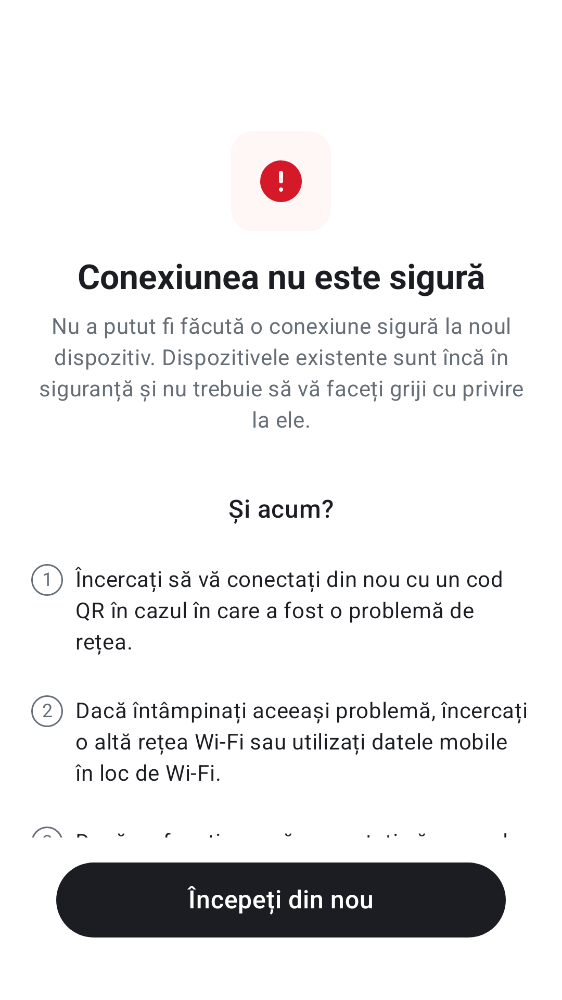 Conexiunea nu este sigură
Nu a putut fi făcută o conexiune sigură la noul
dispozitiv. Dispozitivele existente sunt încă în
siguranță și nu trebuie să vă faceți griji cu privire
la ele.
Și acum?
1 Încercați să vă conectați din nou cu un cod
QR în cazul în care a fost o problemă de
rețea.
2 Dacă întâmpinați aceeași problemă, încercați
o altă rețea Wi-Fi sau utilizați datele mobile
în loc de Wi-Fi.
Începeți din nou